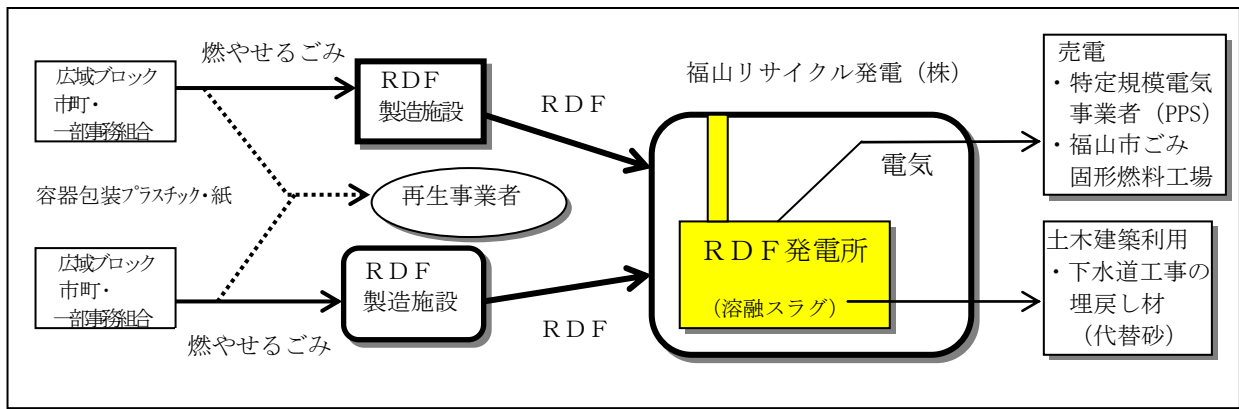 燃やせるごみ
広域ブロック
市町・
一部事務組合
RDF
製造施設
RDF
容器包装プラスチック・紙
再生事業者
広域ブロック
市町・
一部事務組合
燃やせるごみ
RDF
製造施設
RDF
福山リサイクル発電（株）
電気
RDF発電所
（溶融スラグ）
売電
・特定規模電気
事業者（PPS）
・福山市ごみ
固形燃料工場
土木建築利用
・下水道工事の
埋戻し材
（代替砂）